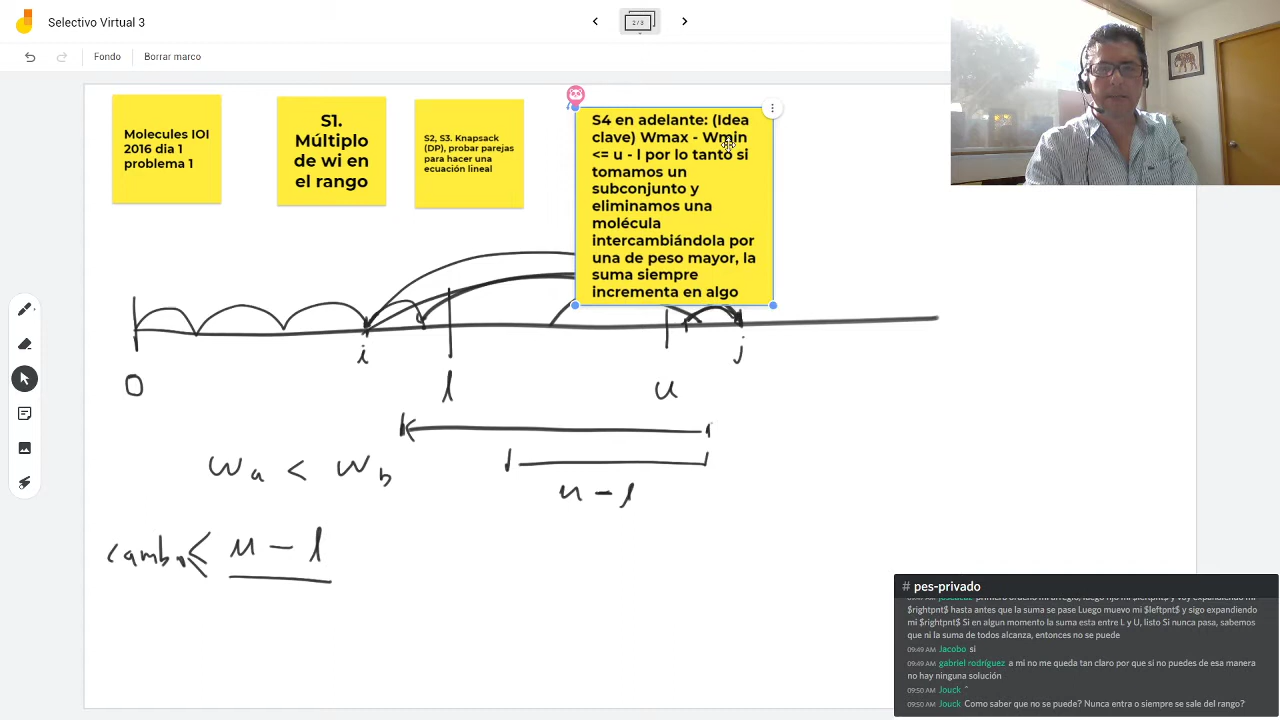 Selectivo Virtual 3
2 / 3
Fondo
Borrar marco
Molecules IOI
2016 dia 1
problema 1
S1.
Múltiplo
de wi en
el rango
S2, S3. Knapsack
(DP), probar parejas
para hacer una
ecuación lineal
S4 en adelante: (Idea
clave) Wmax - Wmin
<= u - l por lo tanto si
tomamos un
subconjunto y
eliminamos una
molécula
intercambiándola por
una de peso mayor, la
suma siempre
incrementa en algo
i
j
0
l
u
wa < wb
u - l
u - l
# pes-privado
$rightpnt$ hasta antes que la suma se pase Luego muevo mi $leftpnt$ y sigo expandiendo
mi $rightpnt$ Si en algun momento la suma esta entre L y U, listo Si nunca pasa, sabemos
que ni la suma de todos alcanza, entonces no se puede
09:49 AM Jacobo si
09:49 AM gabriel rodríguez a mi no me queda tan claro por que si no puedes de esa manera
no hay ninguna solución
09:50 AM Jouck ^
09:50 AM Jouck Como saber que no se puede? Nunca entra o siempre se sale del rango?